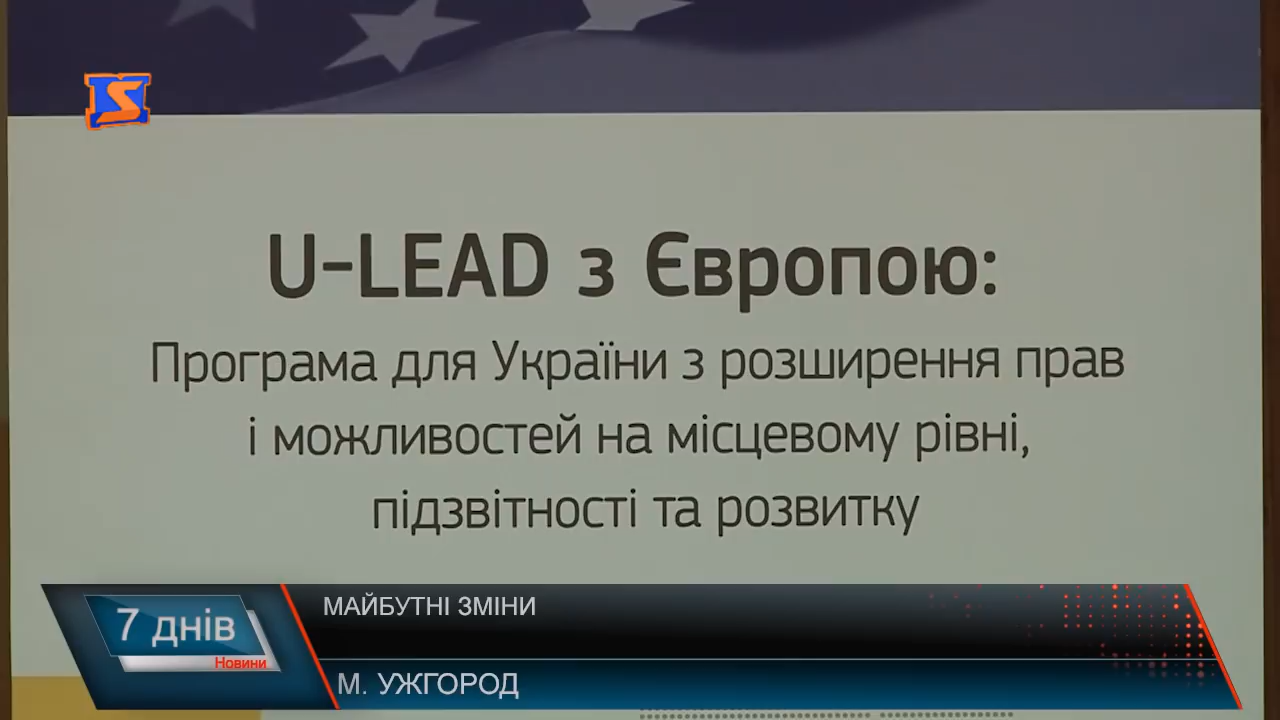 U-LEAD з Європою:
Програма для України з розширення прав
і можливостей на місцевому рівні,
підзвітності та розвитку
МАЙБУТНІ ЗМІНИ
7 днів
Новини
М. УЖГОРОД